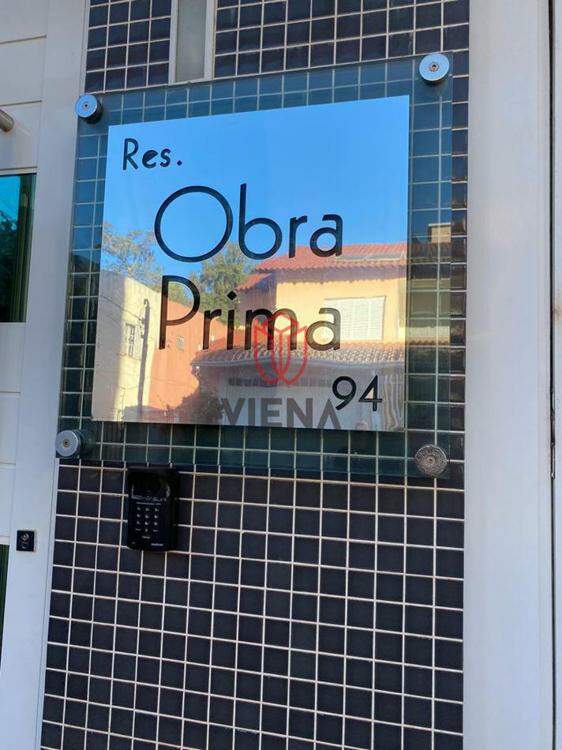 Res.
Obra
Prima
94
VIENA